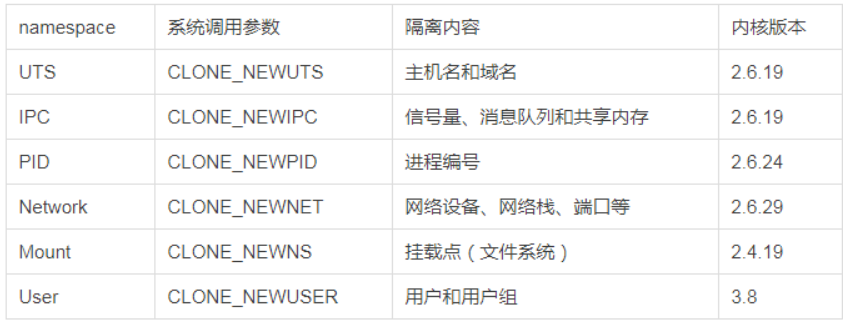 namespace 系统调用参数 隔离内容 内核版本
UTS CLONE_NEWUTS 主机名和域名 2.6.19
IPC CLONE_NEWIPC 信号量、消息队列和共享内存 2.6.19
PID CLONE_NEWPID 进程编号 2.6.24
Network CLONE_NEWNET 网络设备、网络栈、端口等 2.6.29
Mount CLONE_NEWNS 挂载点（文件系统） 2.4.19
User CLONE_NEWUSER 用户和用户组 3.8